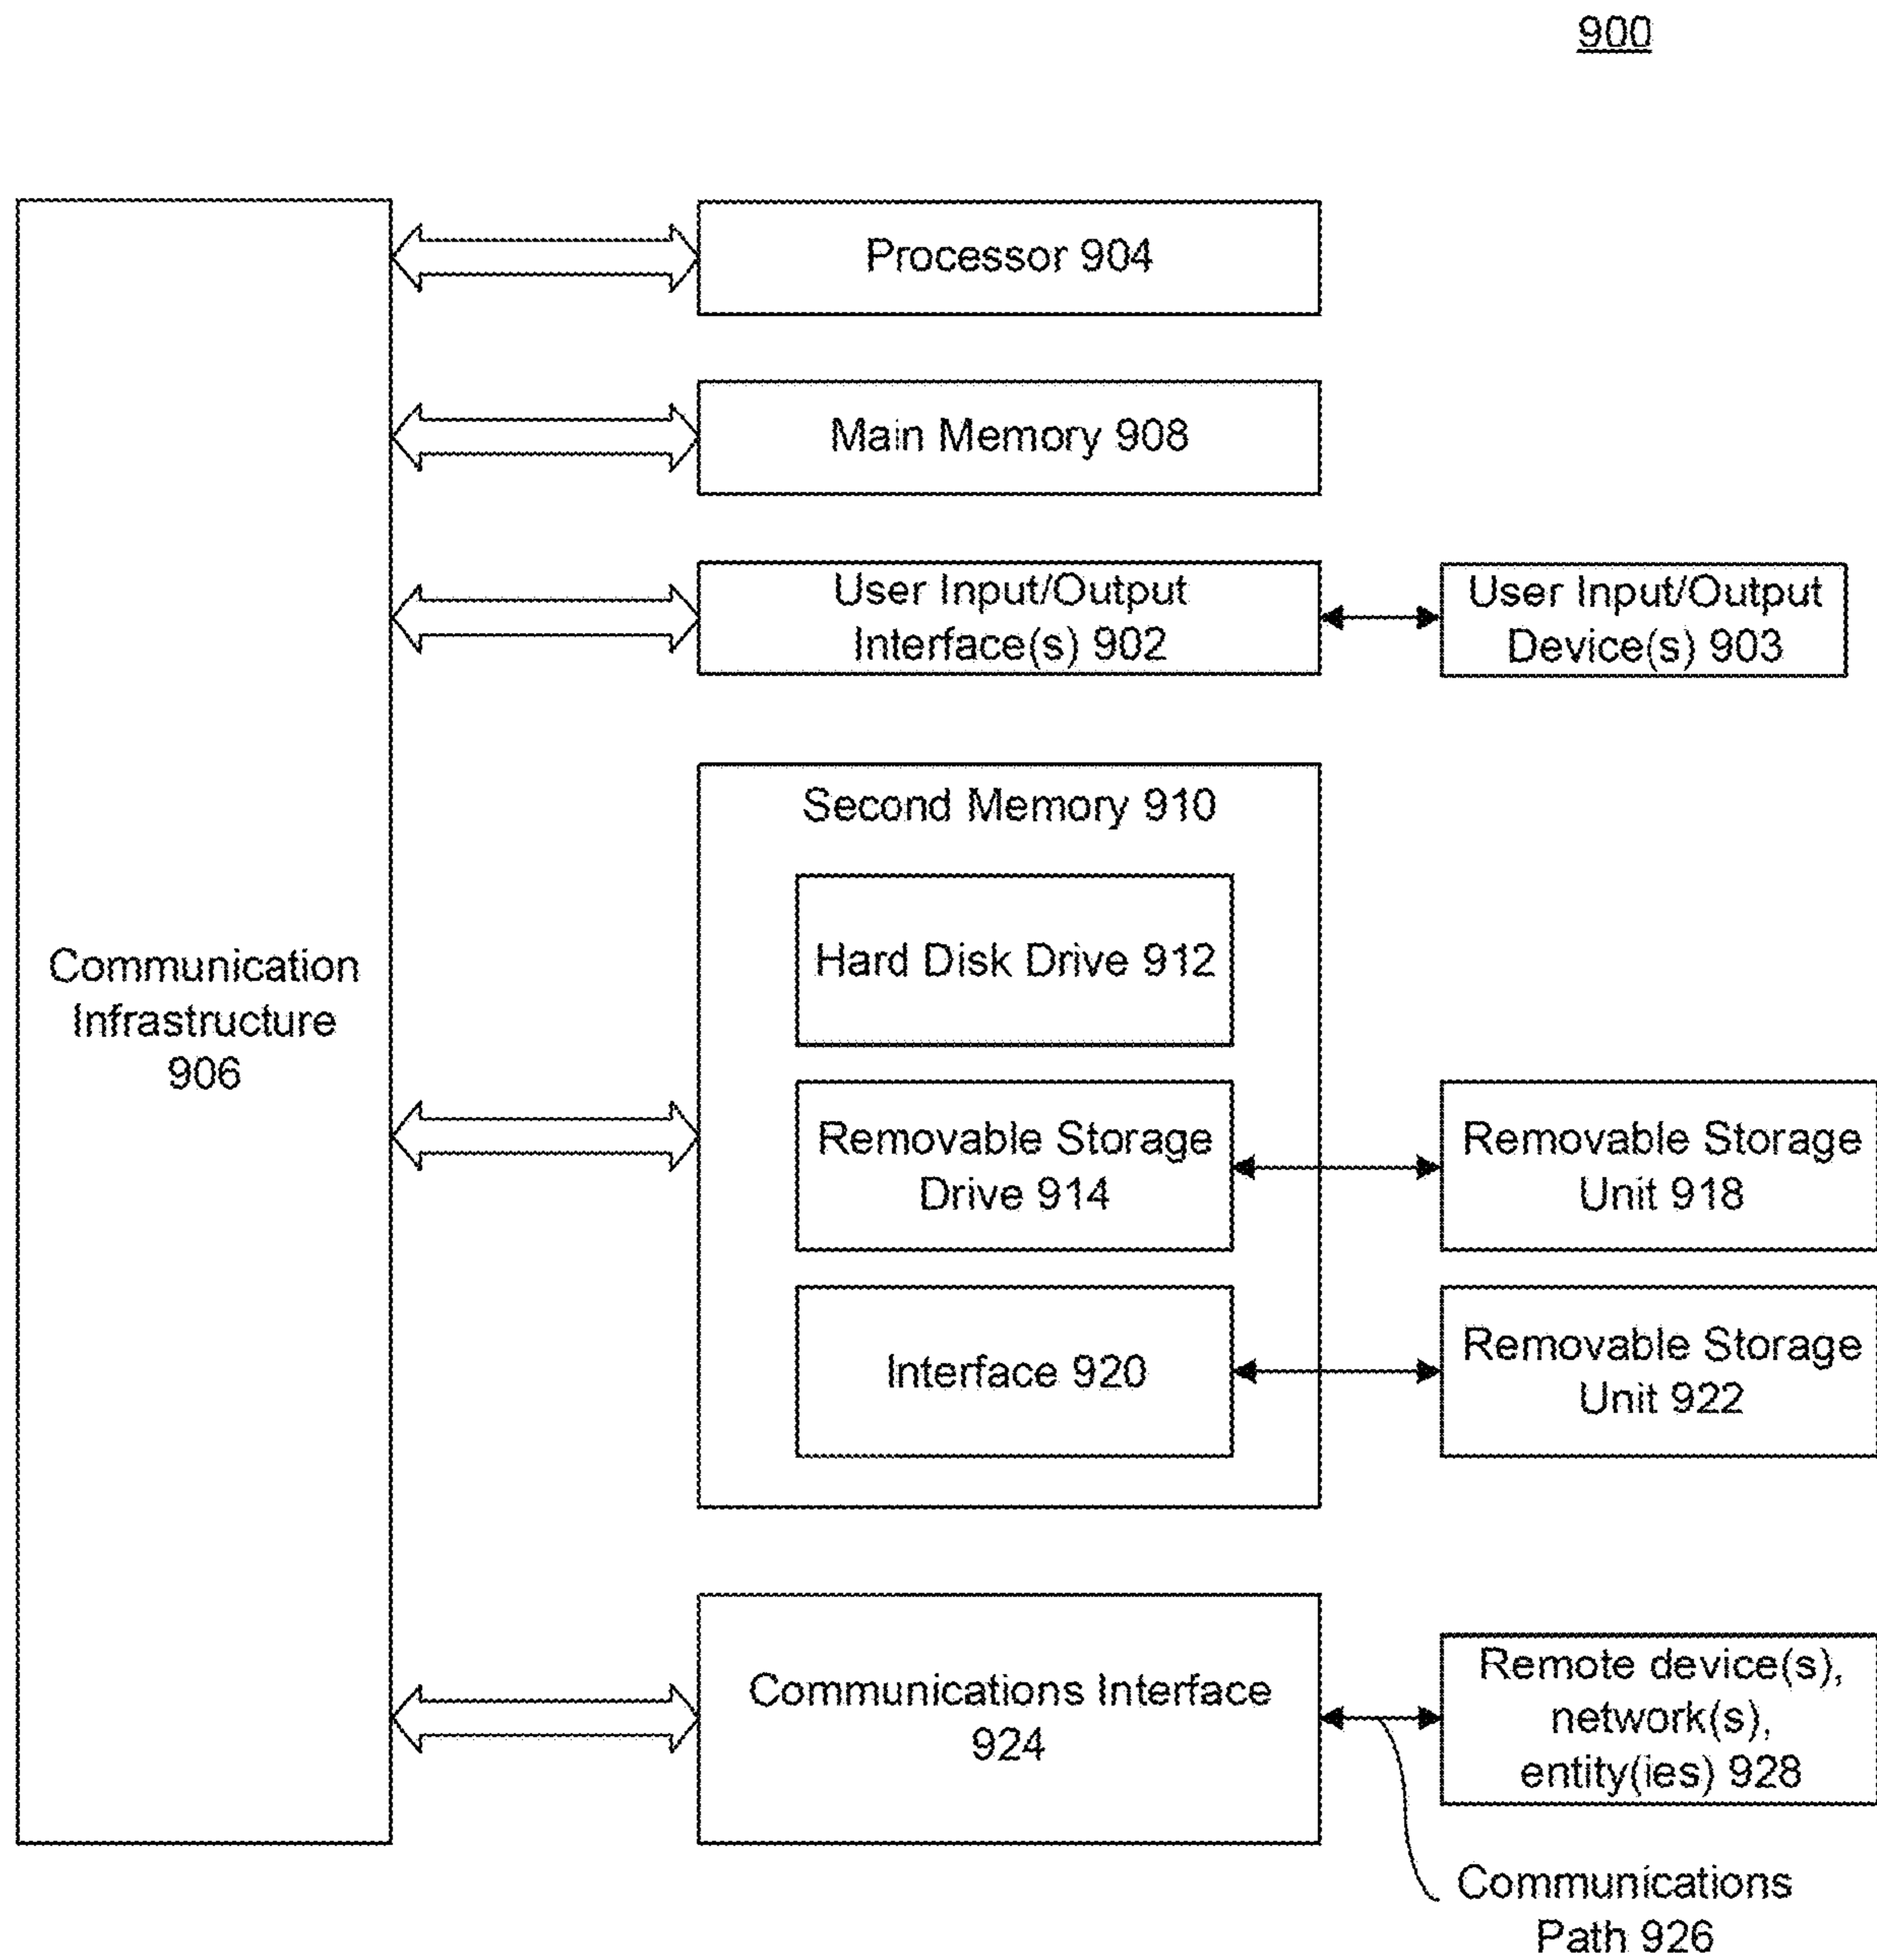 900
Processor 904
Main Memory 908
User Input/Output
Interface(s) 902
User Input/Output
Device(s) 903
Second Memory 910
Hard Disk Drive 912
Communication
Infrastructure
906
Removable Storage
Drive 914
Removable Storage
Unit 918
Interface 920
Removable Storage
Unit 922
Communications Interface
924
Remote device(s),
network(s),
entity(ies) 928
Communications
Path 926